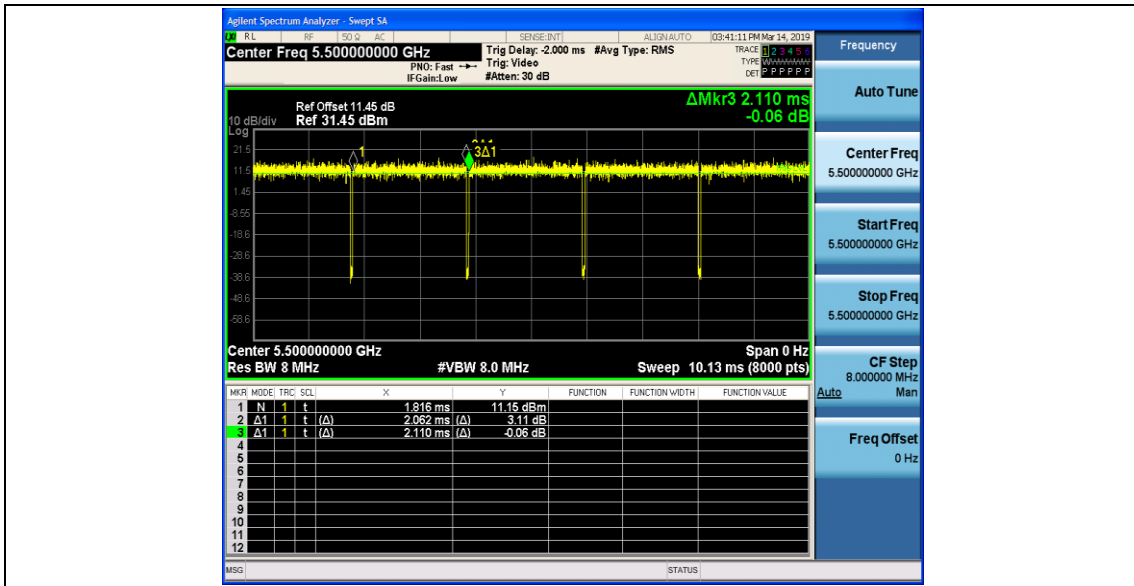 Agilent Spectrum Analyzer - Swept SA
LXI RL RF 50 Ω AC SENSE:INT ALIGNAUTO 03:41:11 PM Mar 14, 2019
Center Freq 5.500000000 GHz
PNO: Fast
IFGain:Low
Trig Delay: -2.000 ms #Avg Type: RMS
Trig: Video
#Atten: 30 dB
TRACE 1 2 3 4 5 6
TYPE WWWWWW
DET P P P P P P
ΔMkr3 2.110 ms
-0.06 dB
Ref Offset 11.45 dB
10 dB/div Ref 31.45 dBm
Log
21.5
11.5
1.45
-8.55
-18.6
-28.6
-38.6
-48.6
-58.6
1
3Δ1
Center 5.500000000 GHz Span 0 Hz
Res BW 8 MHz #VBW 8.0 MHz Sweep 10.13 ms (8000 pts)
MKR MODE TRC SCL X Y FUNCTION FUNCTION WIDTH FUNCTION VALUE
1 N 1 t 1.816 ms 11.15 dBm
2 Δ1 1 t (Δ) 2.062 ms (Δ) 3.11 dB
3 Δ1 1 t (Δ) 2.110 ms (Δ) -0.06 dB
4
5
6
7
8
9
10
11
12
MSG STATUS
Frequency
Auto Tune
Center Freq
5.500000000 GHz
Start Freq
5.500000000 GHz
Stop Freq
5.500000000 GHz
CF Step
8.000000 MHz
Auto Man
Freq Offset
0 Hz